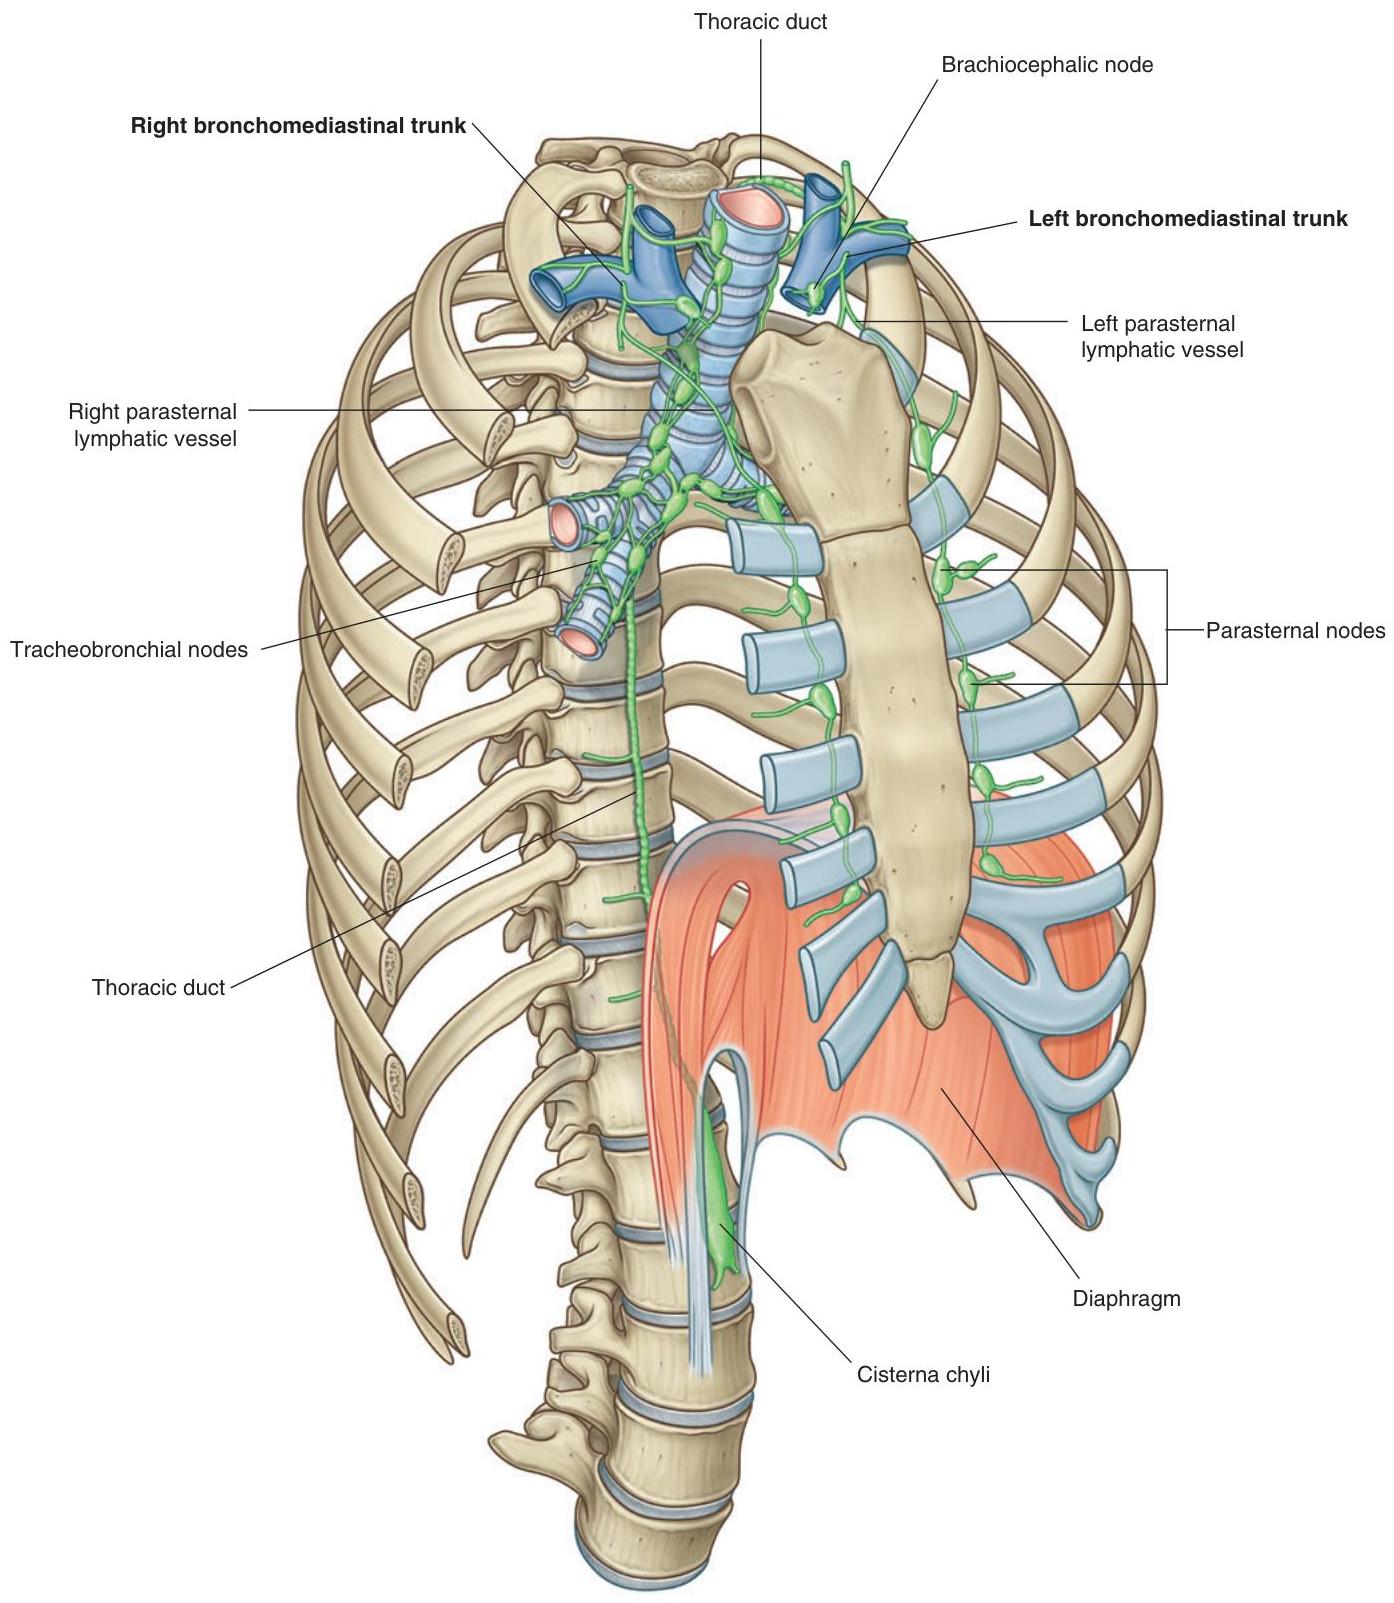 Thoracic duct
Brachiocephalic node
Right bronchomediastinal trunk
Left bronchomediastinal trunk
Left parasternal
lymphatic vessel
Right parasternal
lymphatic vessel
Parasternal nodes
Tracheobronchial nodes
Thoracic duct
Diaphragm
Cisterna chyli